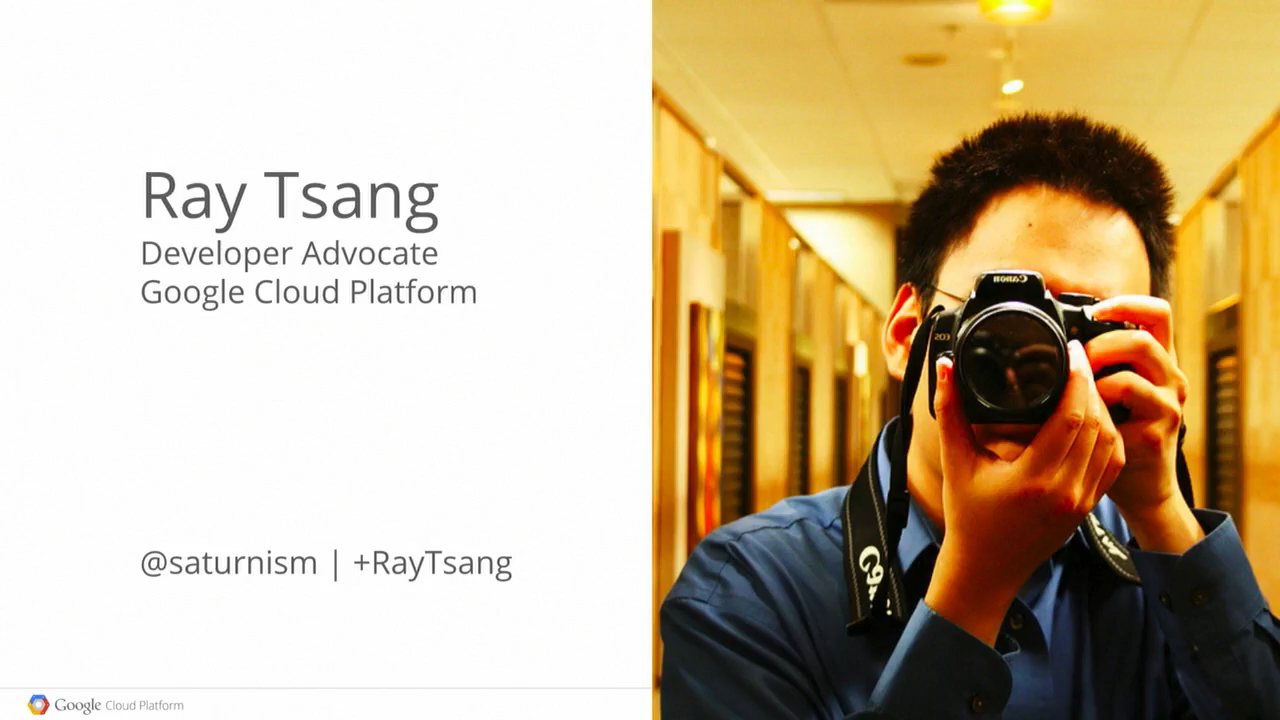 Ray Tsang
Developer Advocate
Google Cloud Platform
@saturnism | +RayTsang
Google Cloud Platform
Canon